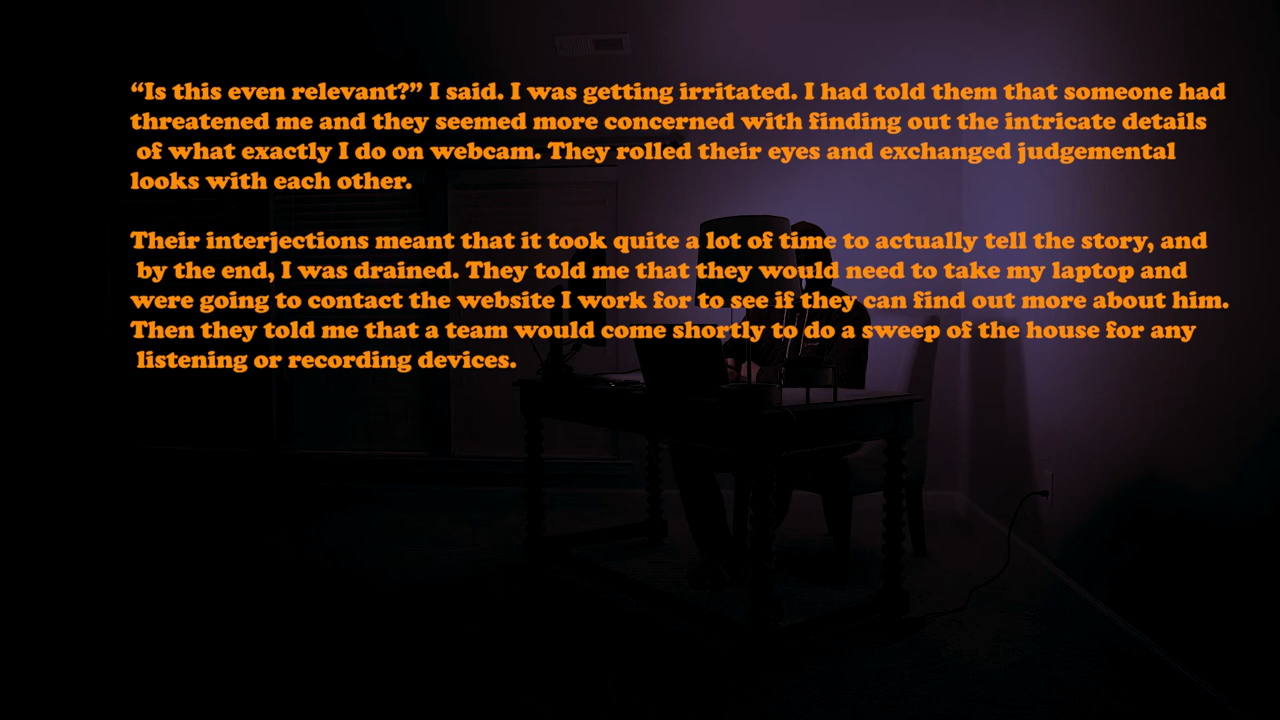 “Is this even relevant?” I said. I was getting irritated. I had told them that someone had
threatened me and they seemed more concerned with finding out the intricate details
of what exactly I do on webcam. They rolled their eyes and exchanged judgemental
looks with each other.
Their interjections meant that it took quite a lot of time to actually tell the story, and
by the end, I was drained. They told me that they would need to take my laptop and
were going to contact the website I work for to see if they can find out more about him.
Then they told me that a team would come shortly to do a sweep of the house for any
listening or recording devices.